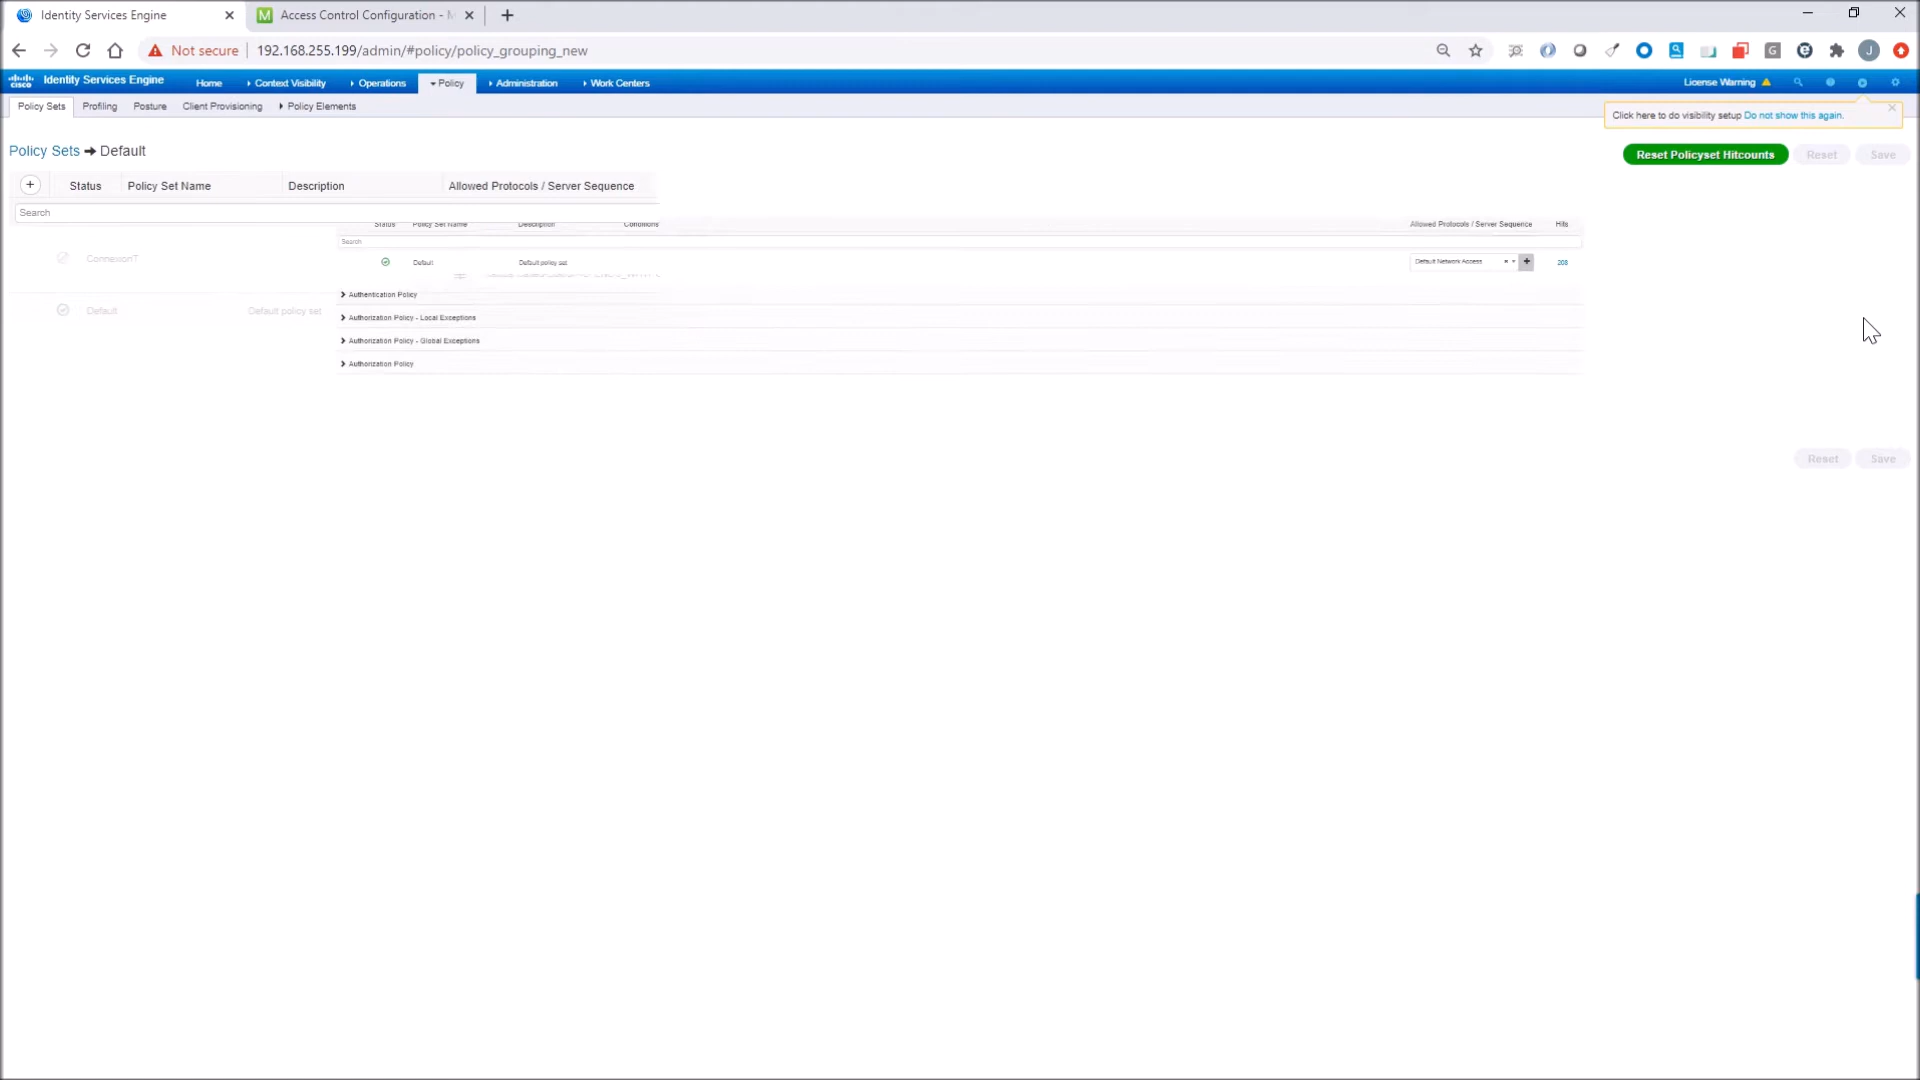 Identity Services Engine
Access Control Configuration -
Not secure
192.168.255.199/admin/#policy/policy_grouping_new
cisco
Identity Services Engine
Home
Context Visibility
Operations
Policy
Administration
Work Centers
License Warning
Policy Sets
Profiling
Posture
Client Provisioning
Policy Elements
Click here to do visibility setup Do not show this again.
Policy Sets
Default
Reset Policyset Hitcounts
Reset
Save
Status
Policy Set Name
Description
Allowed Protocols / Server Sequence
Search
Status
Policy Set Name
Description
Conditions
Allowed Protocols / Server Sequence
Hits
Search
ConnexionT
Default
Default policy set
Default Network Access
208
Authentication Policy
Default
Default policy set
Authorization Policy - Local Exceptions
Authorization Policy - Global Exceptions
Authorization Policy
Reset
Save